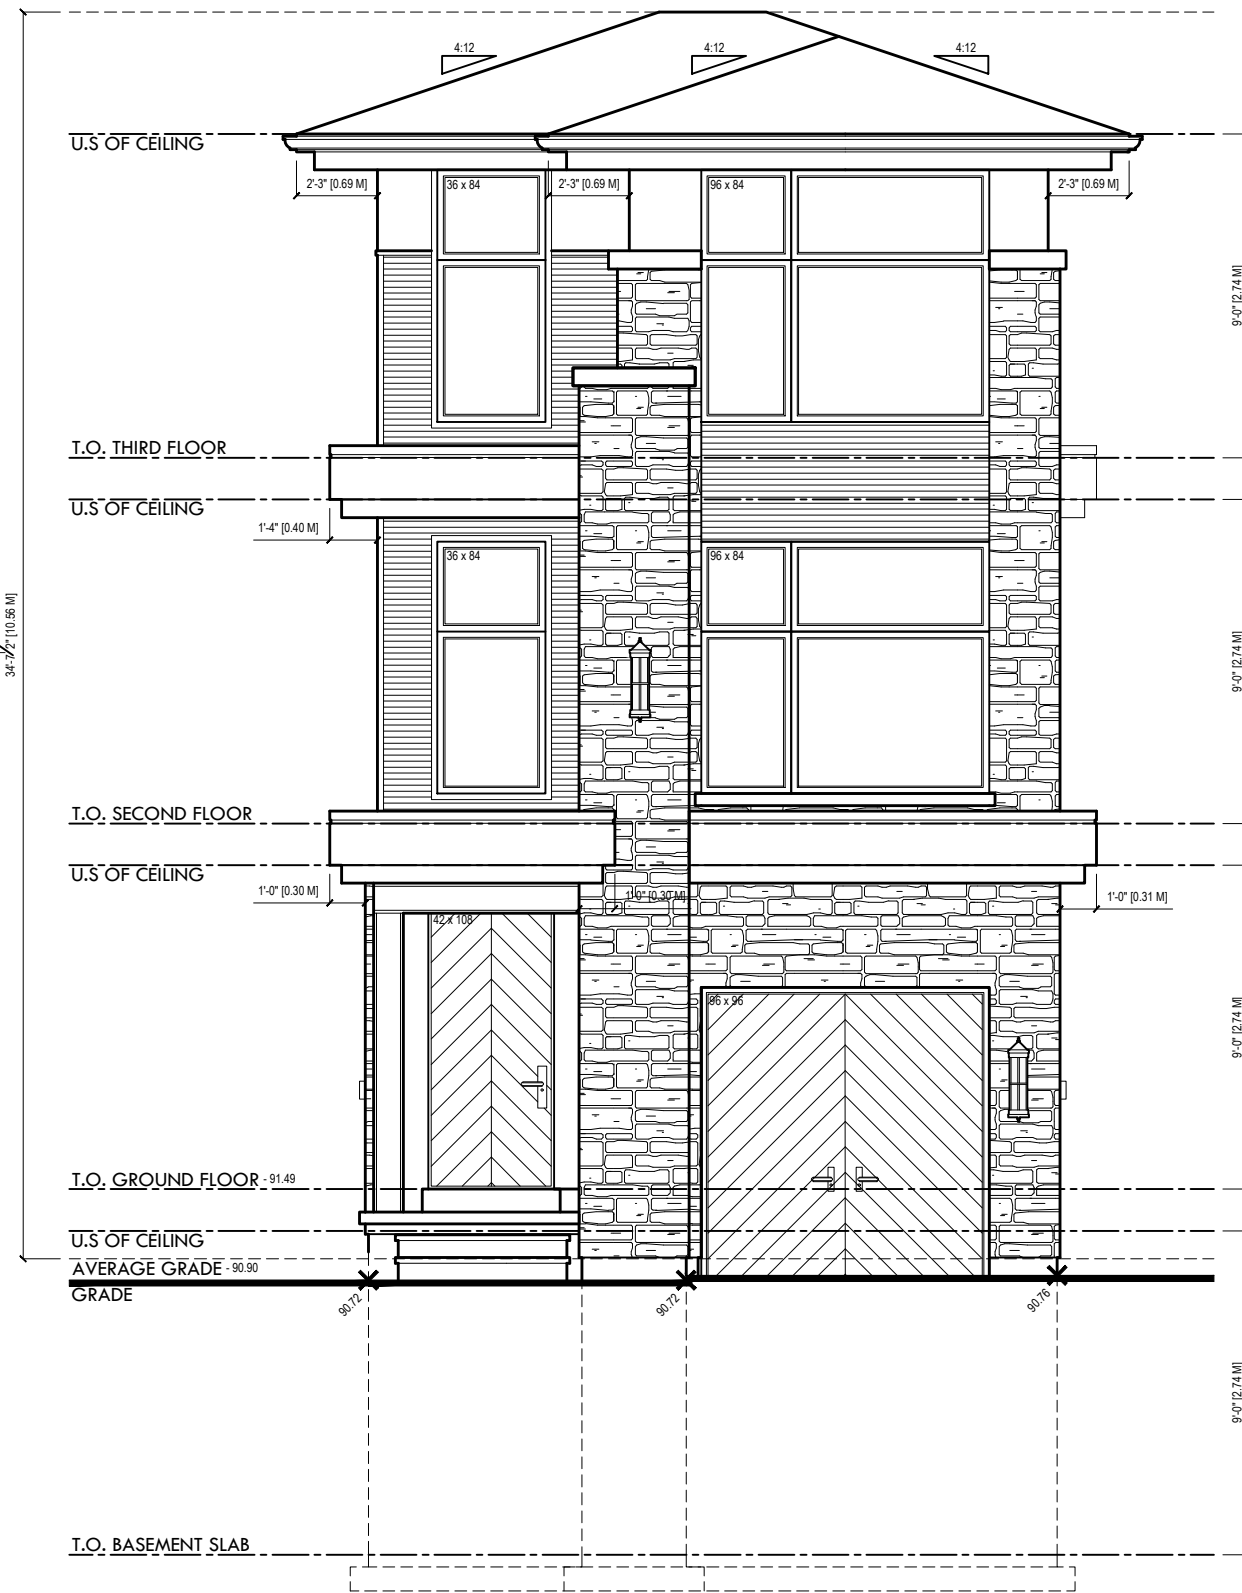 4:12 4:12 4:12
U.S OF CEILING
2'-3" [0.69 M] 36 x 84 2'-3" [0.69 M] 96 x 84 2'-3" [0.69 M]
9'-0" [2.74 M]
T.O. THIRD FLOOR
U.S OF CEILING
1'-4" [0.40 M]
36 x 84 96 x 84
34'-7/2" [10.56 M]
9'-0" [2.74 M]
T.O. SECOND FLOOR
U.S OF CEILING
1'-0" [0.30 M] 1'-0" [0.30 M] 1'-0" [0.31 M]
42 x 108
96 x 96
9'-0" [2.74 M]
T.O. GROUND FLOOR - 91.49
U.S OF CEILING
AVERAGE GRADE - 90.90
GRADE
90.72 90.72 90.76
9'-0" [2.74 M]
T.O. BASEMENT SLAB